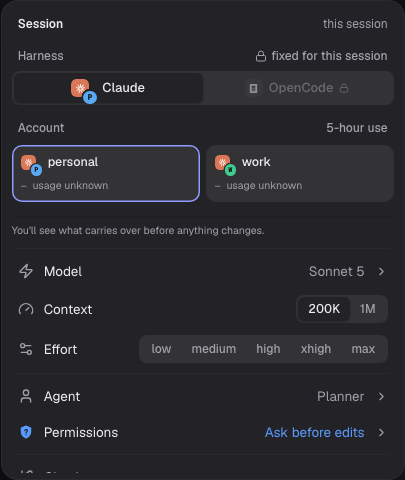 Session this session
Harness fixed for this session
P Claude OpenCode
Account 5-hour use
P personal W work
– usage unknown – usage unknown
You'll see what carries over before anything changes.
Model Sonnet 5
Context 200K 1M
Effort low medium high xhigh max
Agent Planner
? Permissions Ask before edits